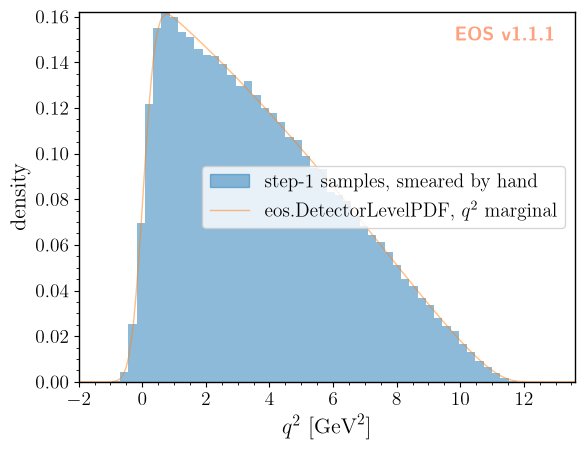 EOS v1.1.1
density
0.16
0.14
0.12
0.10
0.08
0.06
0.04
0.02
0.00
step-1 samples, smeared by hand
eos.DetectorLevelPDF, q² marginal
−2 0 2 4 6 8 10 12
q² [GeV²]